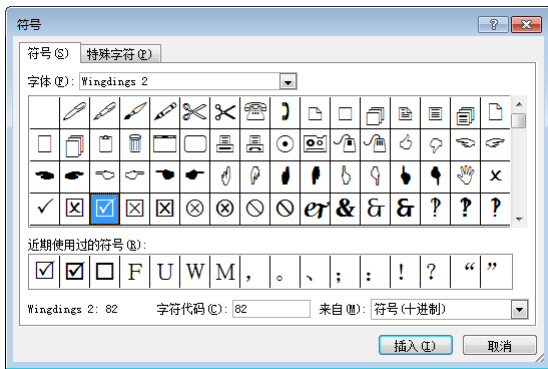 符号
符号(S) 特殊字符(P)
字体(F): Wingdings 2
近期使用过的符号(R):
☑ ☑ □ F U W M , 。 、 ; : ! ? “ ”
Wingdings 2: 82 字符代码(C): 82 来自(M): 符号(十进制)
插入(I) 取消